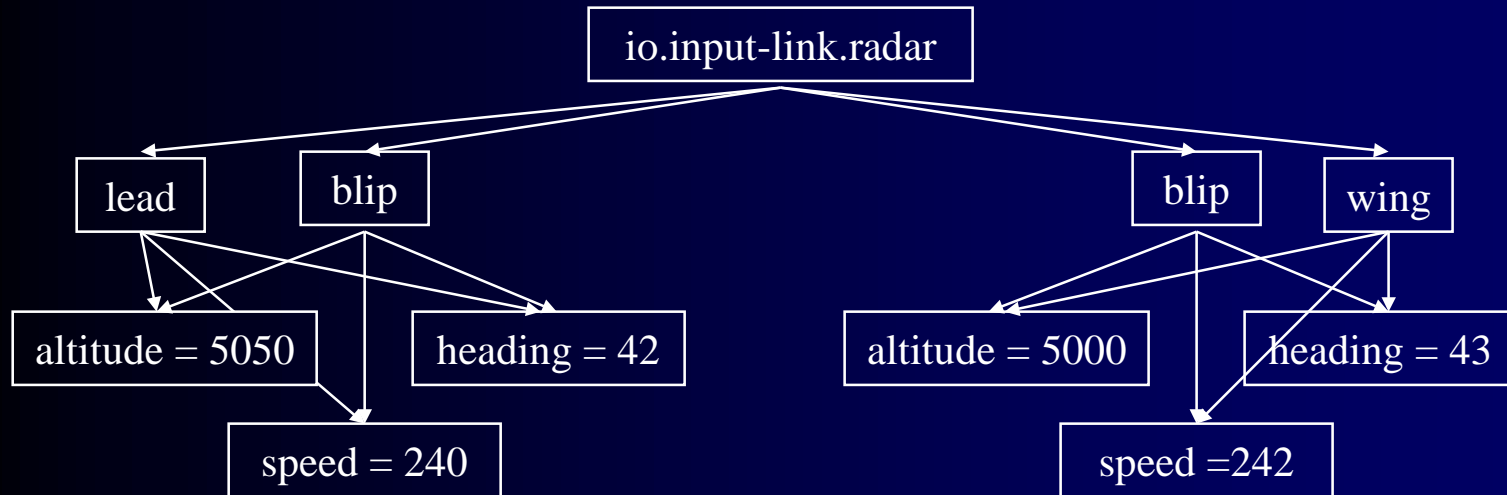 io.input-link.radar
lead
blip
blip
wing
altitude = 5050
heading = 42
altitude = 5000
heading = 43
speed = 240
speed =242